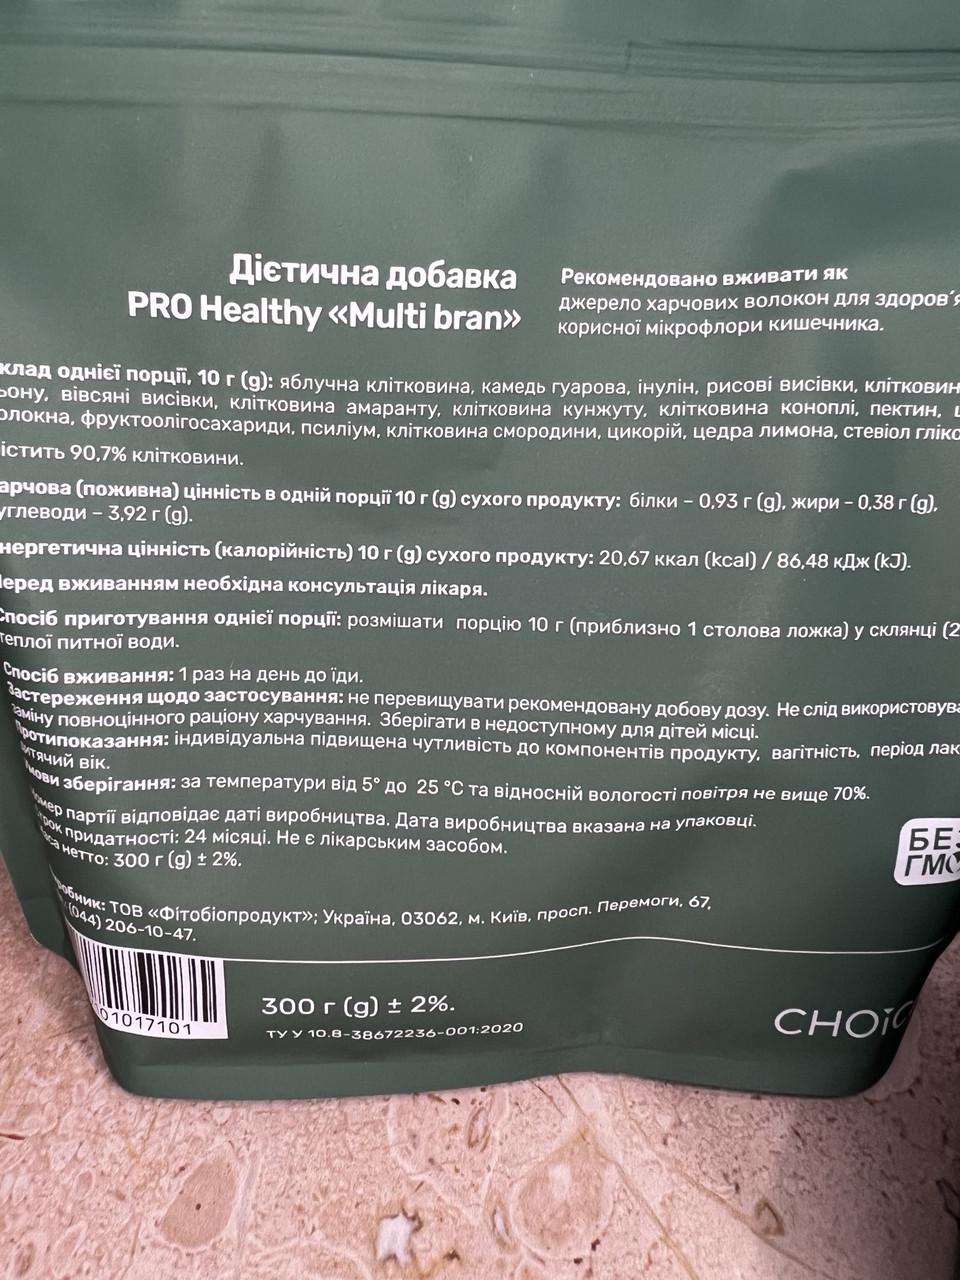 Дієтична добавка
PRO Healthy «Multi bran»
Рекомендовано вживати як
джерело харчових волокон для здоров´я
корисної мікрофлори кишечника.
клад однієї порції, 10 г (g): яблучна клітковина, камедь гуарова, інулін, рисові висівки, клітковин
ьону, вівсяні висівки, клітковина амаранту, клітковина кунжуту, клітковина коноплі, пектин,
олокна, фруктоолігосахариди, псиліум, клітковина смородини, цикорій, цедра лимона, стевіол гліко
істить 90,7% клітковини.
арчова (поживна) цінність в одній порції 10 г (g) сухого продукту: білки – 0,93 г (g), жири – 0,38 г (g),
углеводи – 3,92 г (g).
нергетична цінність (калорійність) 10 г (g) сухого продукту: 20,67 ккал (kcal) / 86,48 кДж (kJ).
Перед вживанням необхідна консультація лікаря.
Спосіб приготування однієї порції: розмішати порцію 10 г (приблизно 1 столова ложка) у склянці (2
теплої питної води.
Спосіб вживання: 1 раз на день до їди.
Застереження щодо застосування: не перевищувати рекомендовану добову дозу. Не слід використовува
заміну повноцінного раціону харчування. Зберігати в недоступному для дітей місці.
Протипоказання: індивідуальна підвищена чутливість до компонентів продукту, вагітність, період лак
итячий вік.
мови зберігання: за температури від 5° до 25 °С та відносній вологості повітря не вище 70%.
омер партії відповідає даті виробництва. Дата виробництва вказана на упаковці.
трок придатності: 24 місяці. Не є лікарським засобом.
аса нетто: 300 г (g) ± 2%.
иробник: ТОВ «Фітобіопродукт»; Україна, 03062, м. Київ, просп. Перемоги, 67,
(044) 206-10-47.
БЕЗ
ГМО
01017101
300 г (g) ± 2%.
ТУ У 10.8-38672236-001:2020
CHOiC